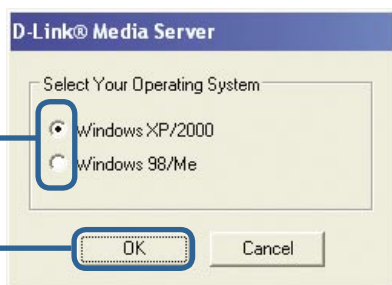 D-Link® Media Server
Select Your Operating System
Windows XP/2000
Windows 98/Me
OK Cancel